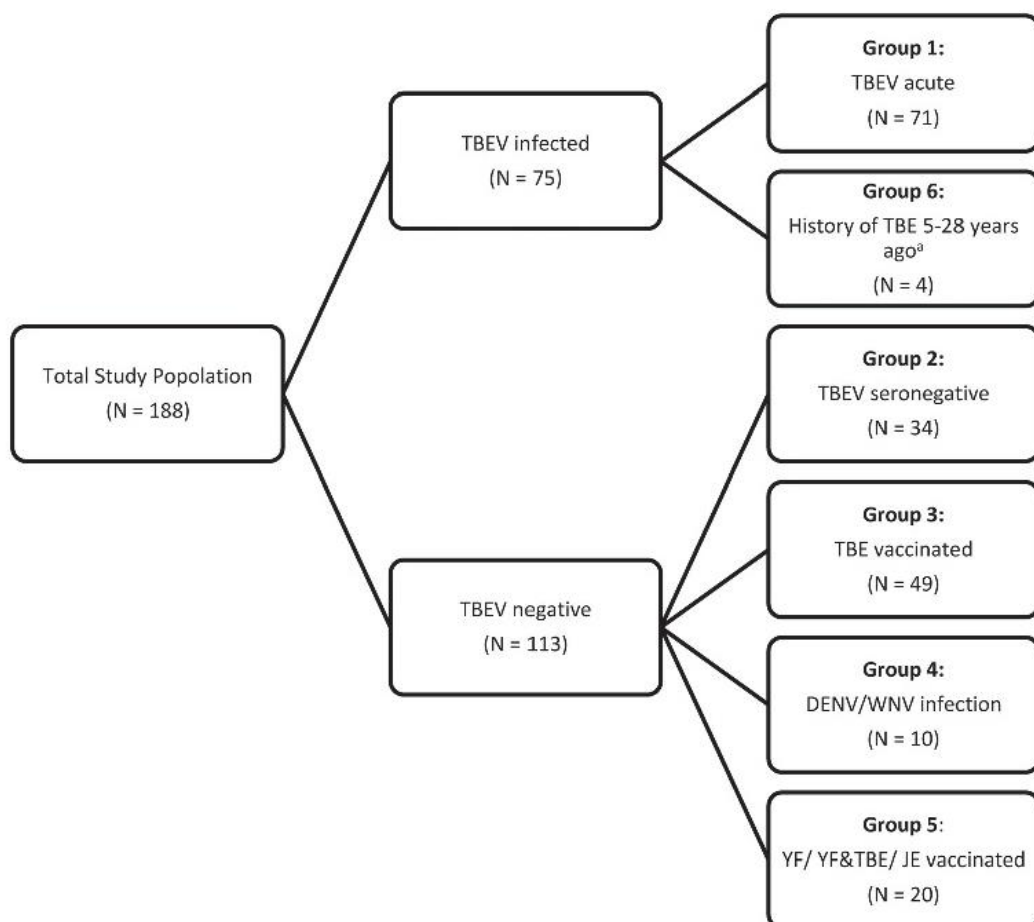 Total Study Popolation
(N = 188)
TBEV infected
(N = 75)
TBEV negative
(N = 113)
Group 1:
TBEV acute
(N = 71)
Group 6:
History of TBE 5-28 years
agoᵃ
(N = 4)
Group 2:
TBEV seronegative
(N = 34)
Group 3:
TBE vaccinated
(N = 49)
Group 4:
DENV/WNV infection
(N = 10)
Group 5:
YF/ YF&TBE/ JE vaccinated
(N = 20)